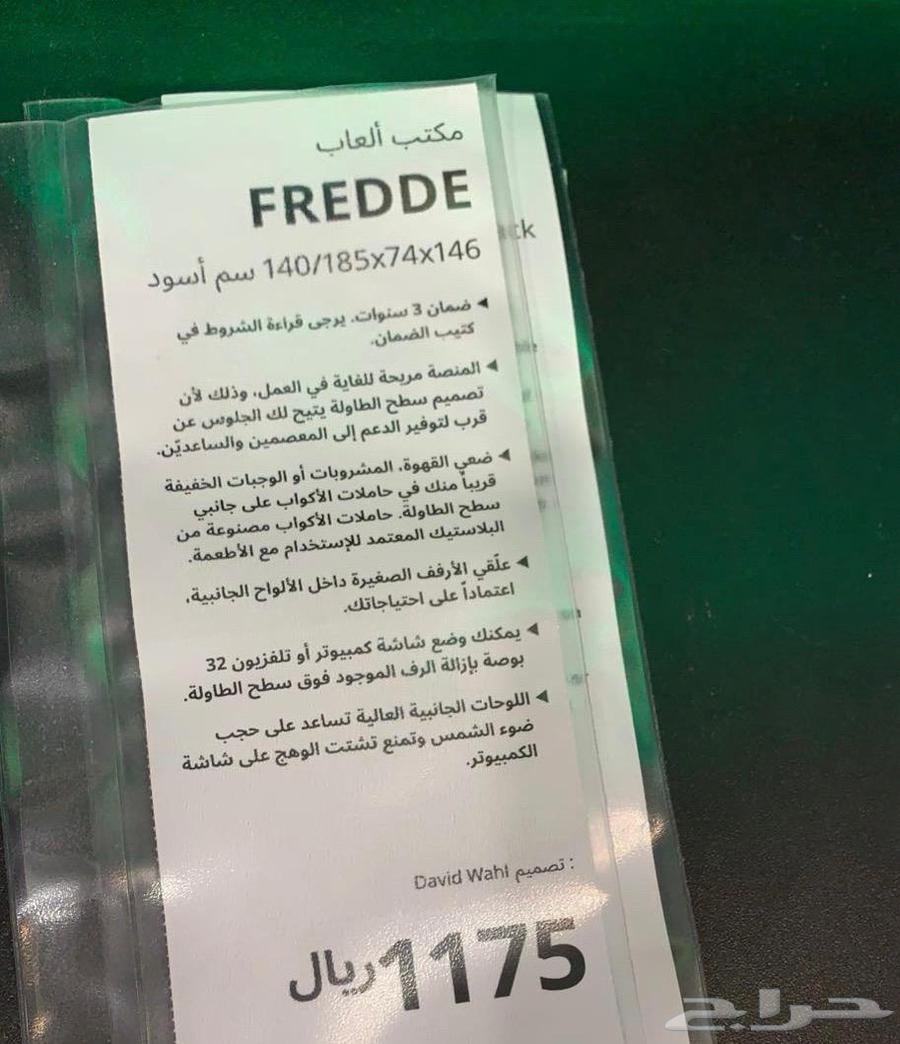 مكتب ألعاب
FREDDE
140/185x74x146 سم أسود
ضمان 3 سنوات. يرجى قراءة الشروط في
كتيب الضمان.
المنصة مريحة للغاية في العمل، وذلك لأن
تصميم سطح الطاولة يتيح لك الجلوس عن
قرب لتوفير الدعم إلى المعصمين والساعديّن.
ضعي القهوة، المشروبات أو الوجبات الخفيفة
قريباً منك في حاملات الأكواب على جانبي
سطح الطاولة. حاملات الأكواب مصنوعة من
البلاستيك المعتمد للإستخدام مع الأطعمة.
علّقي الأرفف الصغيرة داخل الألواح الجانبية،
اعتماداً على احتياجاتك.
يمكنك وضع شاشة كمبيوتر أو تلفزيون 32
بوصة بإزالة الرف الموجود فوق سطح الطاولة.
اللوحات الجانبية العالية تساعد على حجب
ضوء الشمس وتمنع تشتت الوهج على شاشة
الكمبيوتر.
: تصميم David Wahl
1175 ريال
حراج